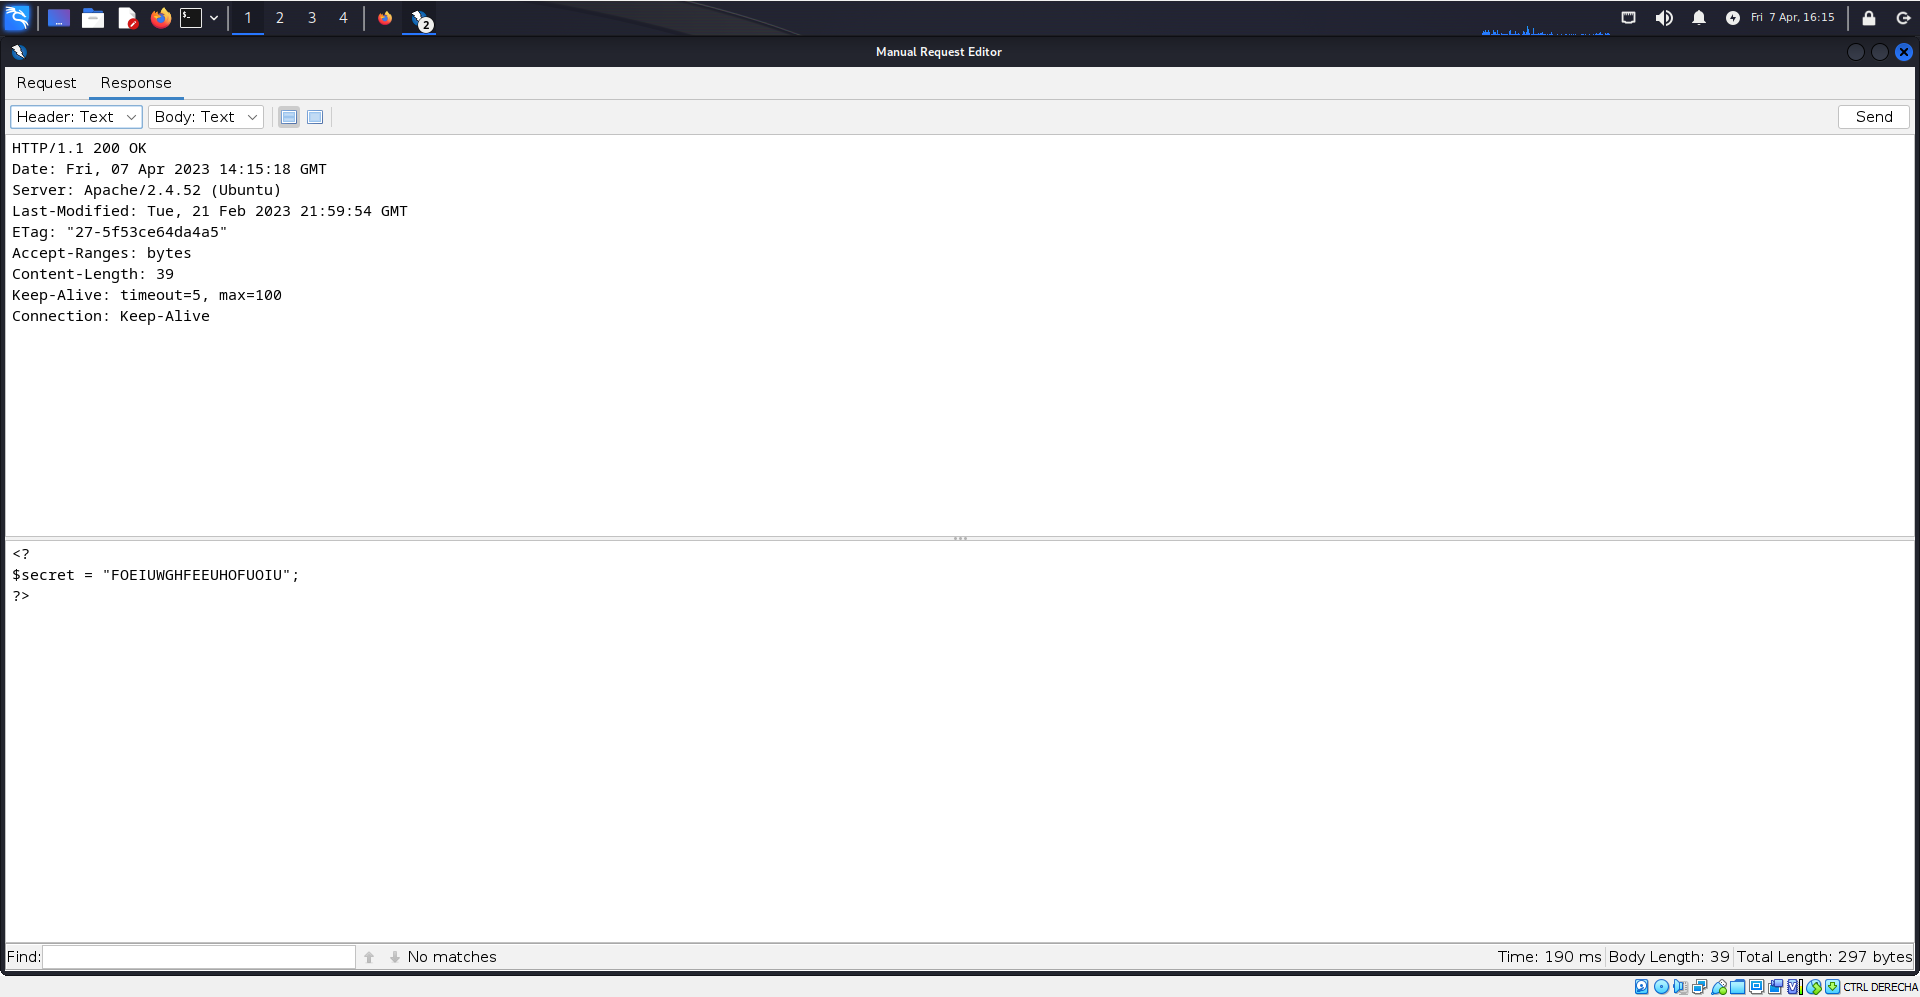 1 2 3 4 2 Fri 7 Apr, 16:15
Manual Request Editor
Request Response
Header: Text Body: Text Send
HTTP/1.1 200 OK
Date: Fri, 07 Apr 2023 14:15:18 GMT
Server: Apache/2.4.52 (Ubuntu)
Last-Modified: Tue, 21 Feb 2023 21:59:54 GMT
ETag: "27-5f53ce64da4a5"
Accept-Ranges: bytes
Content-Length: 39
Keep-Alive: timeout=5, max=100
Connection: Keep-Alive
<?
$secret = "FOEIUWGHFEEUHOFUOIU";
?>
Find: No matches Time: 190 ms Body Length: 39 Total Length: 297 bytes
CTRL DERECHA